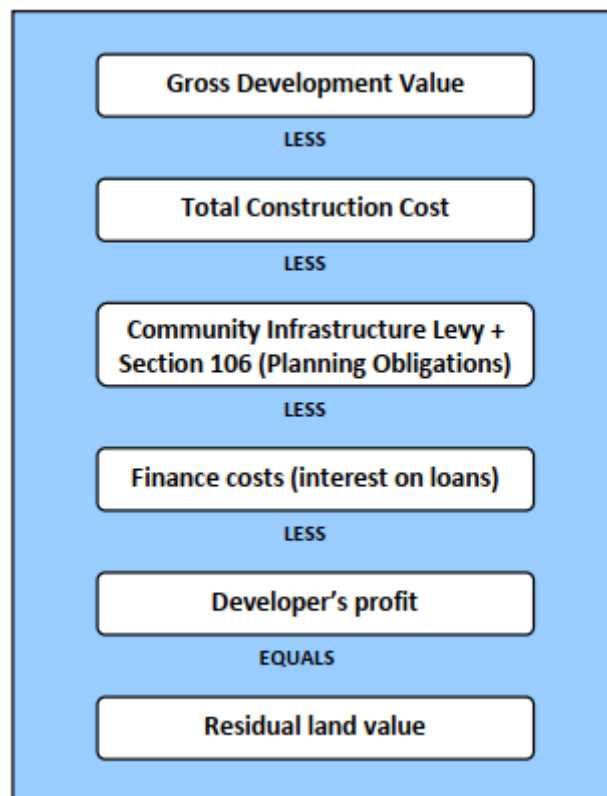 Gross Development Value
LESS
Total Construction Cost
LESS
Community Infrastructure Levy +
Section 106 (Planning Obligations)
LESS
Finance costs (interest on loans)
LESS
Developer’s profit
EQUALS
Residual land value